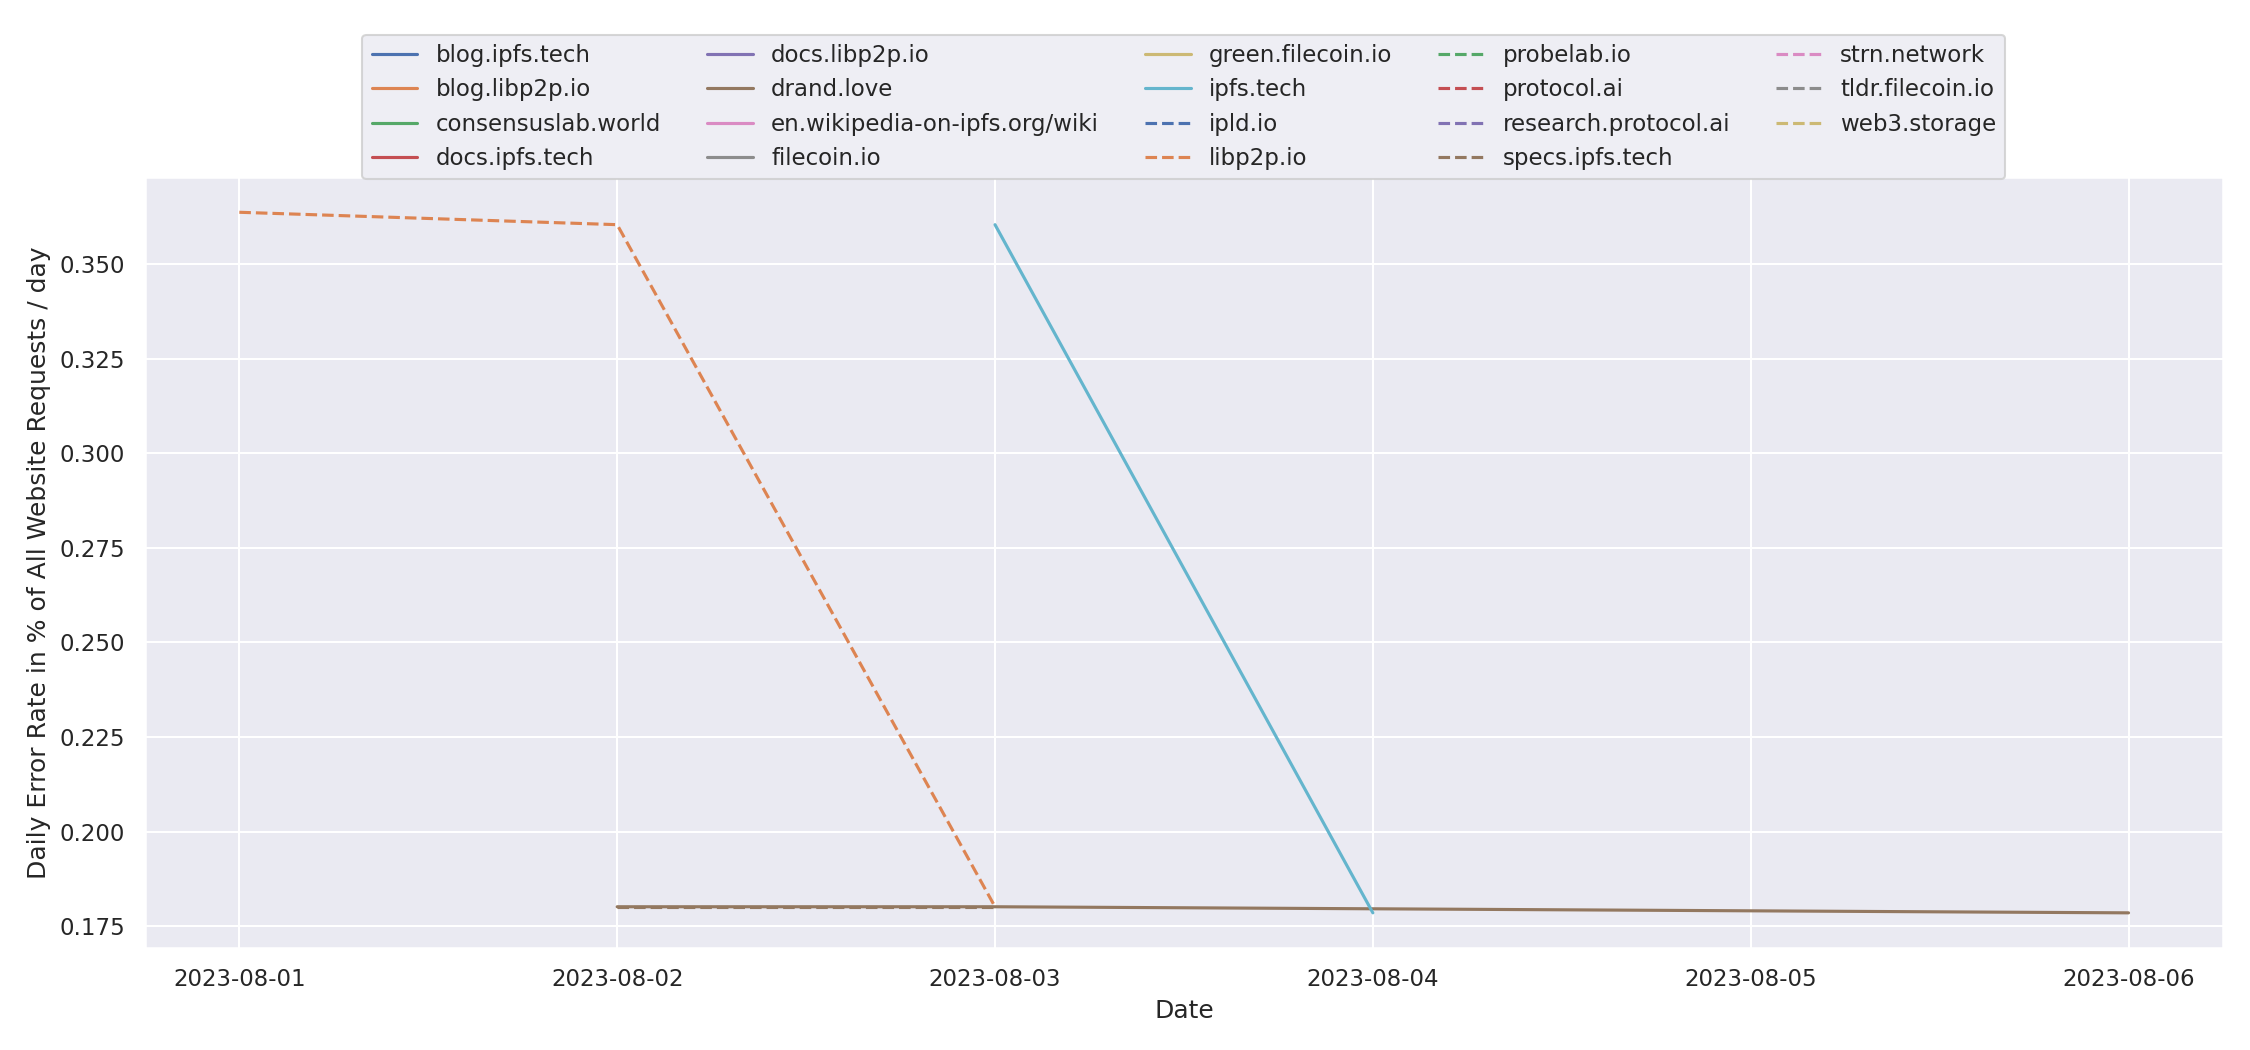 blog.ipfs.tech
blog.libp2p.io
consensuslab.world
docs.ipfs.tech
docs.libp2p.io
drand.love
en.wikipedia-on-ipfs.org/wiki
filecoin.io
green.filecoin.io
ipfs.tech
ipld.io
libp2p.io
probelab.io
protocol.ai
research.protocol.ai
specs.ipfs.tech
strn.network
tldr.filecoin.io
web3.storage
Daily Error Rate in % of All Website Requests / day
0.350
0.325
0.300
0.275
0.250
0.225
0.200
0.175
2023-08-01
2023-08-02
2023-08-03
2023-08-04
2023-08-05
2023-08-06
Date